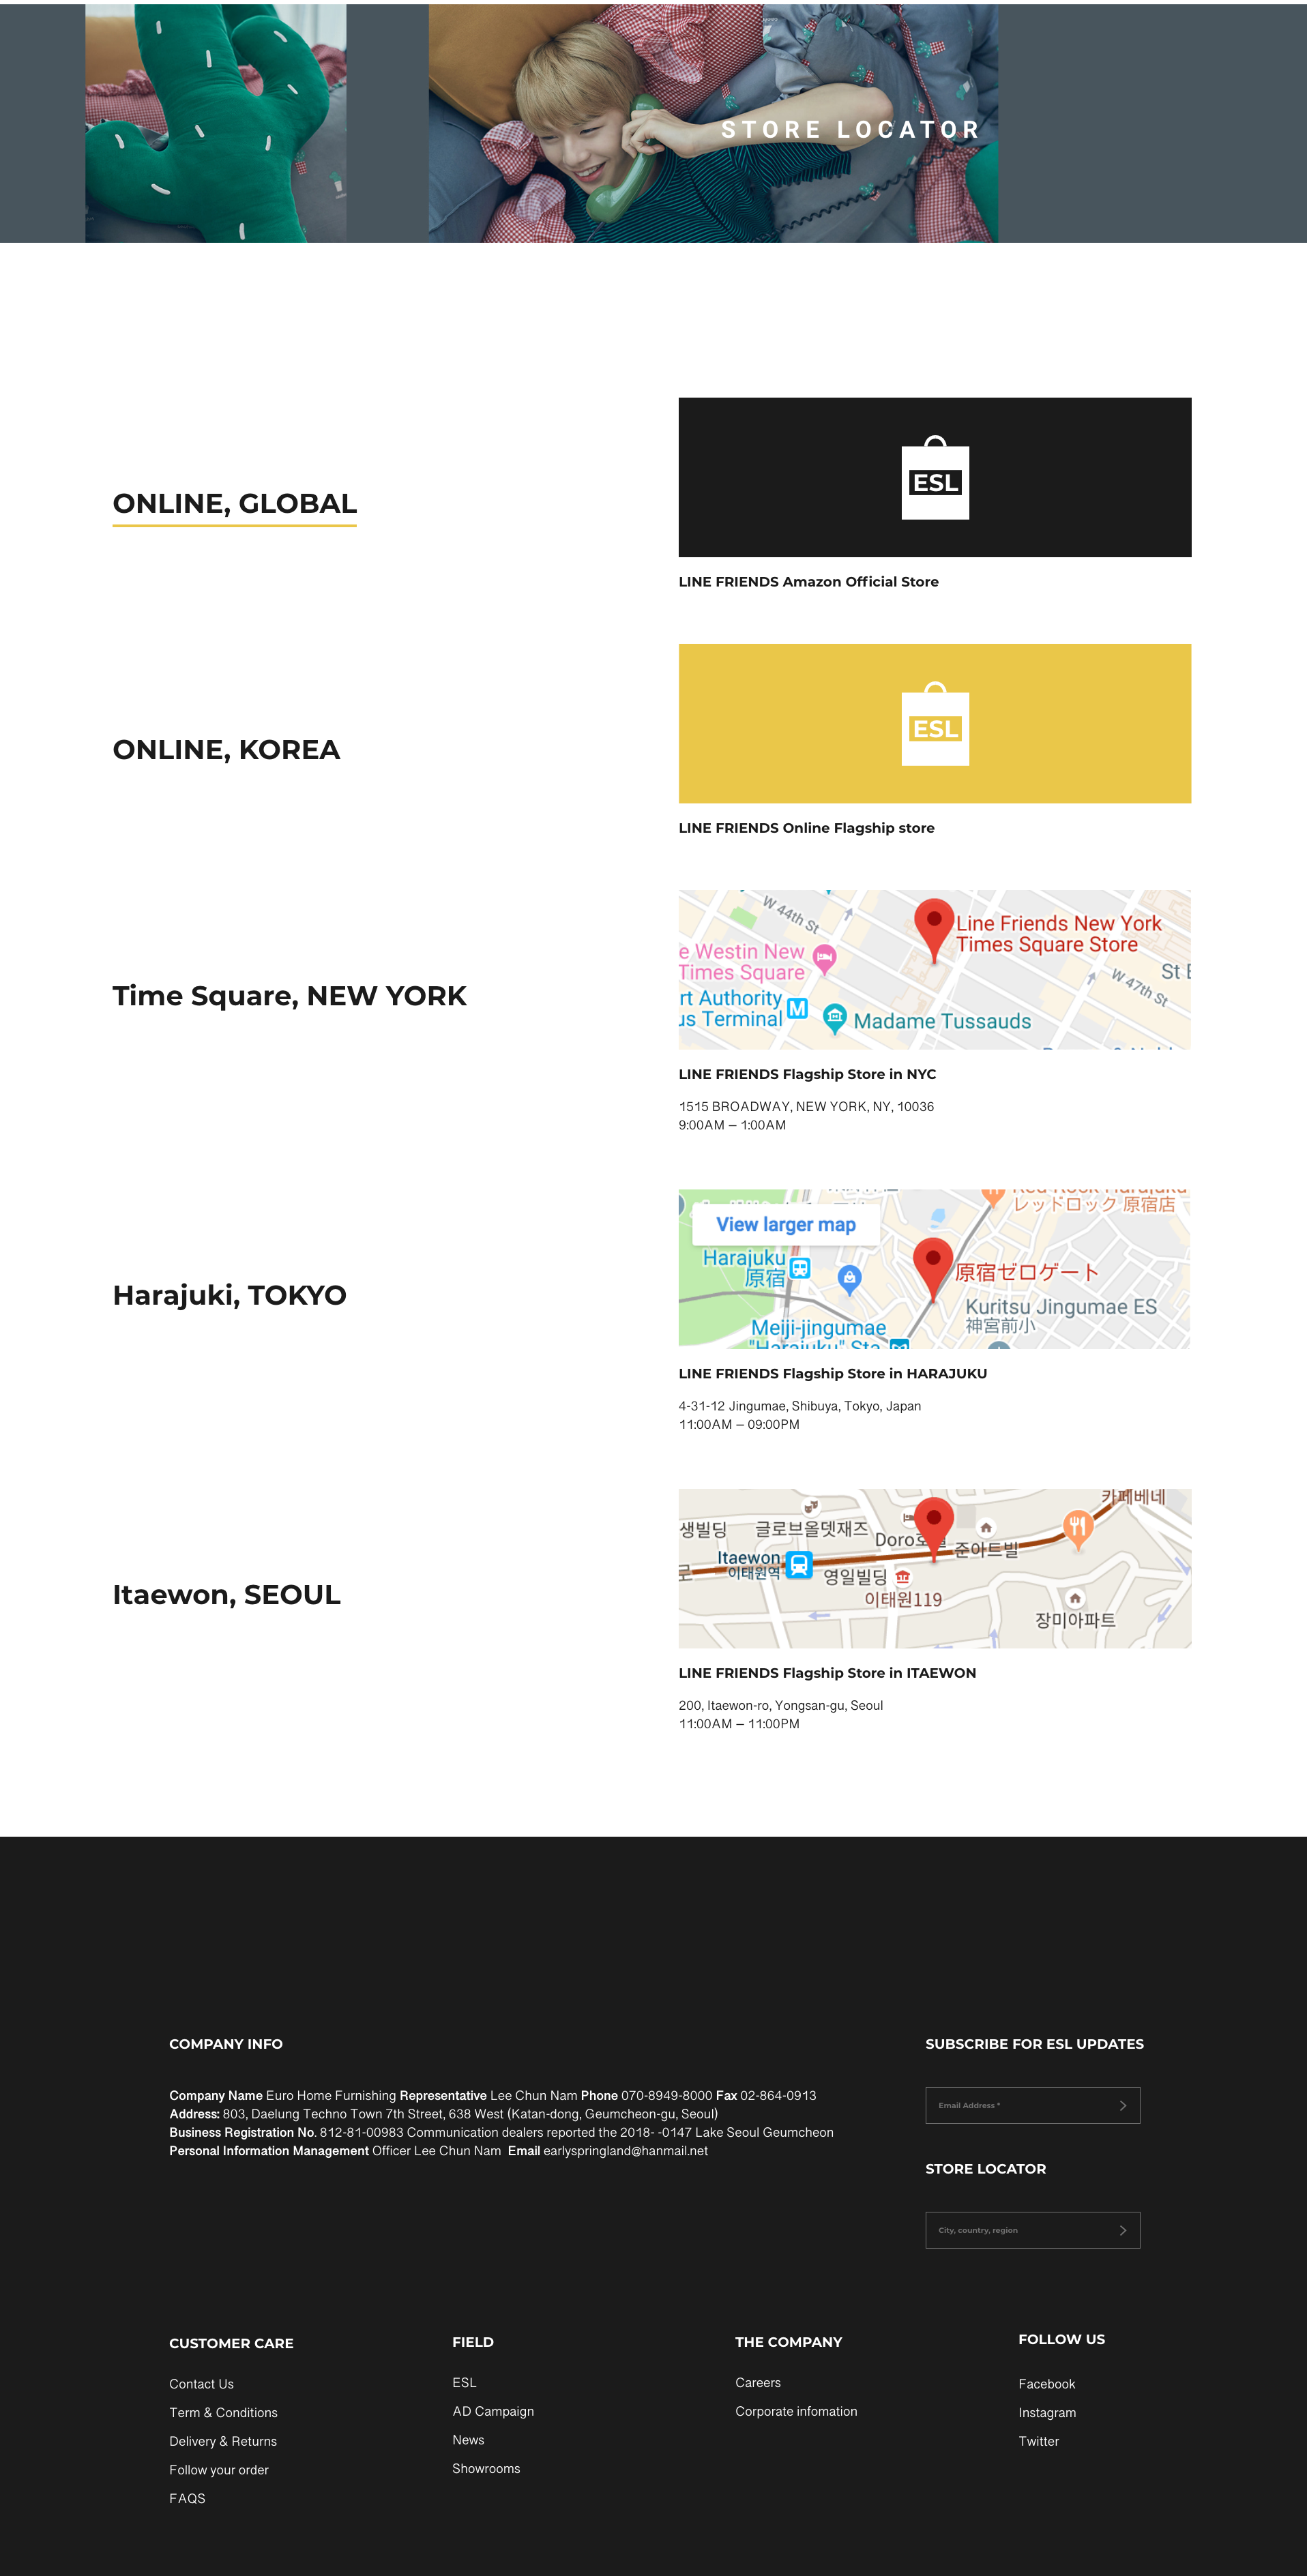 STORE LOCATOR
ONLINE, GLOBAL
ESL
LINE FRIENDS Amazon Official Store
ONLINE, KOREA
ESL
LINE FRIENDS Online Flagship store
Time Square, NEW YORK
W 44th St
Line Friends New York
Times Square Store
e Westin New
Times Square
St E
W 47th St
rt Authority
us Terminal
Madame Tussauds
LINE FRIENDS Flagship Store in NYC
1515 BROADWAY, NEW YORK, NY, 10036
9:00AM – 1:00AM
Harajuki, TOKYO
レッドロック 原宿店
View larger map
Harajuku
原宿
原宿ゼロゲート
Kuritsu Jingumae ES
神宮前小
Meiji-jingumae
"Harajuku" Sta
LINE FRIENDS Flagship Store in HARAJUKU
4-31-12 Jingumae, Shibuya, Tokyo, Japan
11:00AM – 09:00PM
Itaewon, SEOUL
카페베네
생빌딩
글로브올뎃재즈
Doro호텔
준아트빌
Itaewon
이태원역
로
영일빌딩
이태원119
장미아파트
LINE FRIENDS Flagship Store in ITAEWON
200, Itaewon-ro, Yongsan-gu, Seoul
11:00AM – 11:00PM
COMPANY INFO
Company Name Euro Home Furnishing Representative Lee Chun Nam Phone 070-8949-8000 Fax 02-864-0913
Address: 803, Daelung Techno Town 7th Street, 638 West (Katan-dong, Geumcheon-gu, Seoul)
Business Registration No. 812-81-00983 Communication dealers reported the 2018- -0147 Lake Seoul Geumcheon
Personal Information Management Officer Lee Chun Nam Email earlyspringland@hanmail.net
SUBSCRIBE FOR ESL UPDATES
Email Address *
STORE LOCATOR
City, country, region
CUSTOMER CARE
Contact Us
Term & Conditions
Delivery & Returns
Follow your order
FAQS
FIELD
ESL
AD Campaign
News
Showrooms
THE COMPANY
Careers
Corporate infomation
FOLLOW US
Facebook
Instagram
Twitter